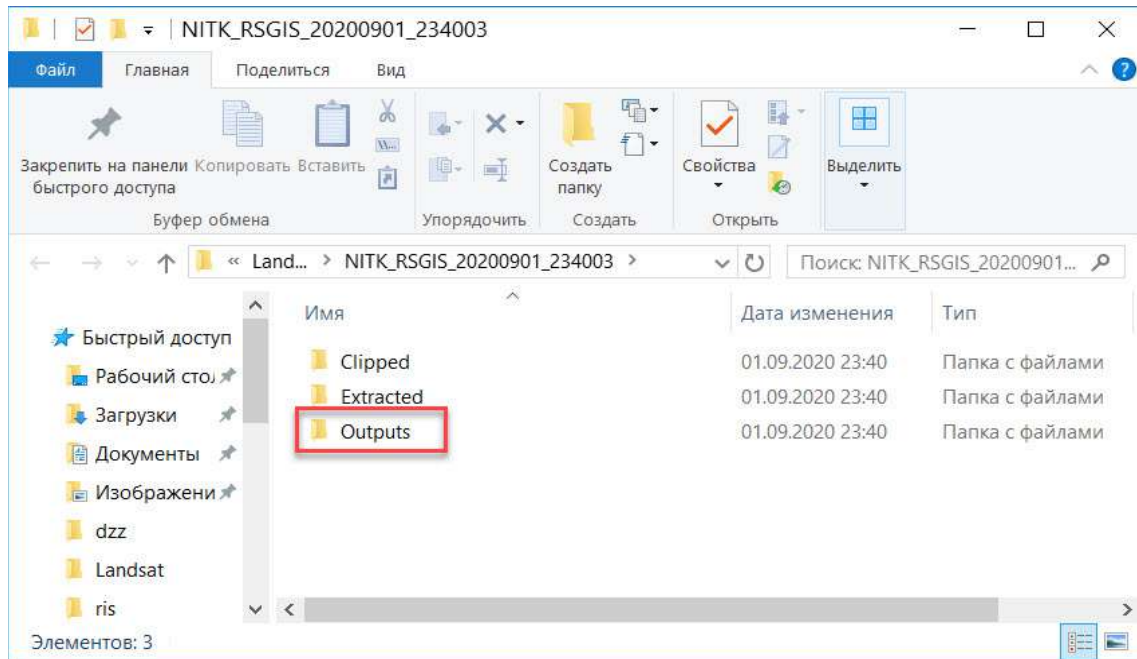 NITK_RSGIS_20200901_234003
Файл Главная Поделиться Вид
Закрепить на панели быстрого доступа
Копировать
Вставить
Создать папку
Свойства
Выделить
Буфер обмена Упорядочить Создать Открыть
« Land... > NITK_RSGIS_20200901_234003 >
Поиск: NITK_RSGIS_20200901...
Имя Дата изменения Тип
Clipped 01.09.2020 23:40 Папка с файлами
Extracted 01.09.2020 23:40 Папка с файлами
Outputs 01.09.2020 23:40 Папка с файлами
Быстрый доступ
Рабочий стол
Загрузки
Документы
Изображени
dzz
Landsat
ris
Элементов: 3